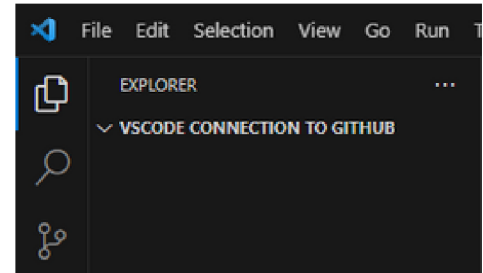 File Edit Selection View Go Run T
EXPLORER ...
VSCODE CONNECTION TO GITHUB